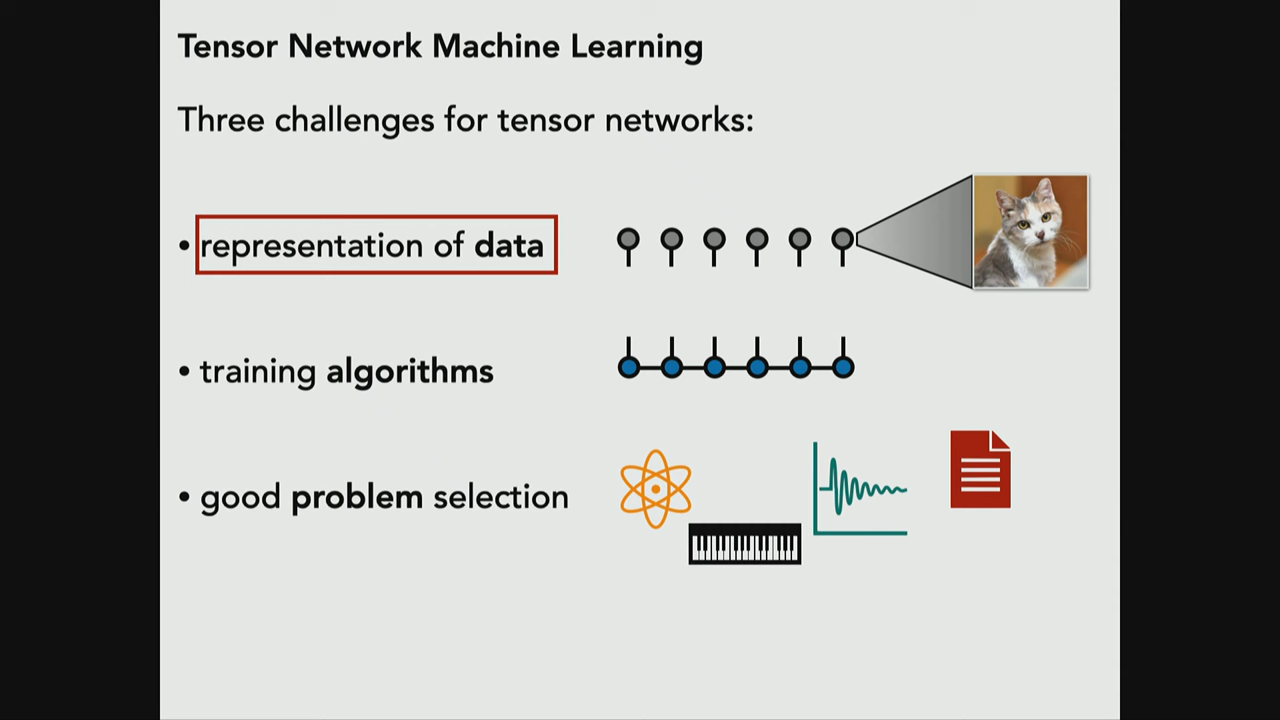 Tensor Network Machine Learning
Three challenges for tensor networks:
• representation of data
• training algorithms
• good problem selection